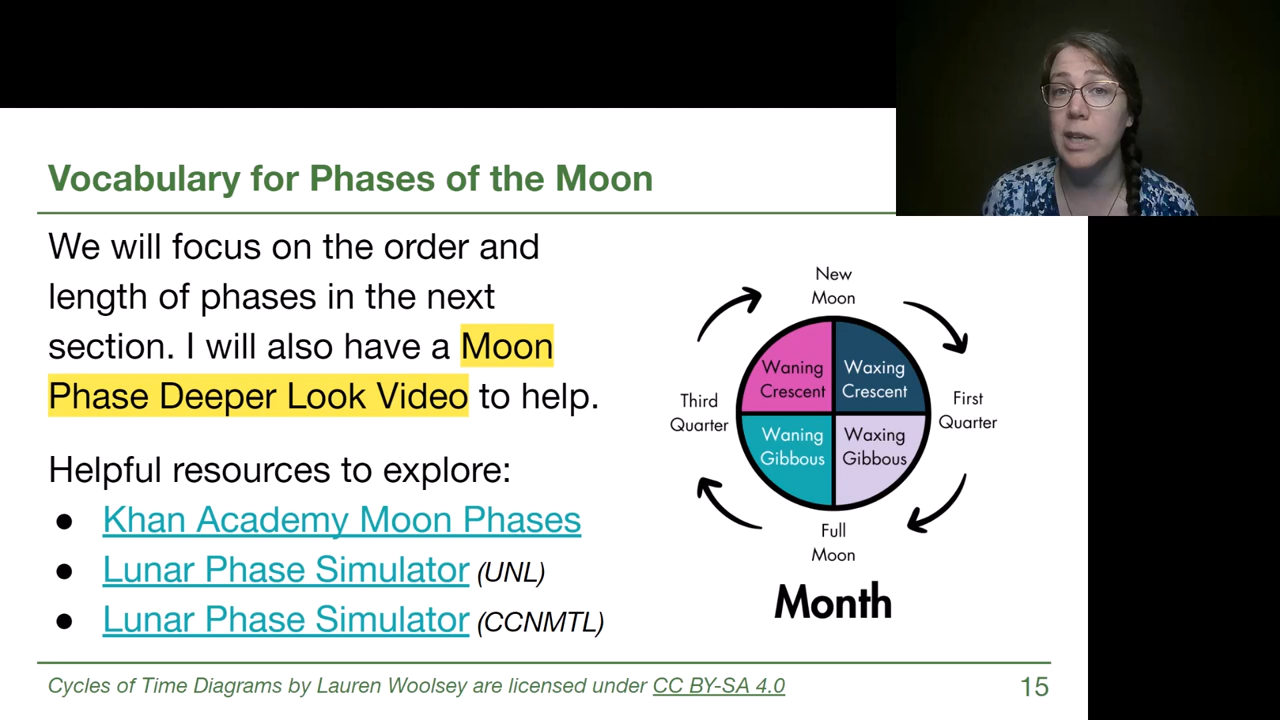 Vocabulary for Phases of the Moon
We will focus on the order and
length of phases in the next
section. I will also have a Moon
Phase Deeper Look Video to help.
Helpful resources to explore:
● Khan Academy Moon Phases
● Lunar Phase Simulator (UNL)
● Lunar Phase Simulator (CCNMTL)
New
Moon
Waning
Crescent
Waxing
Crescent
Third
Quarter
First
Quarter
Waning
Gibbous
Waxing
Gibbous
Full
Moon
Month
Cycles of Time Diagrams by Lauren Woolsey are licensed under CC BY-SA 4.0
15